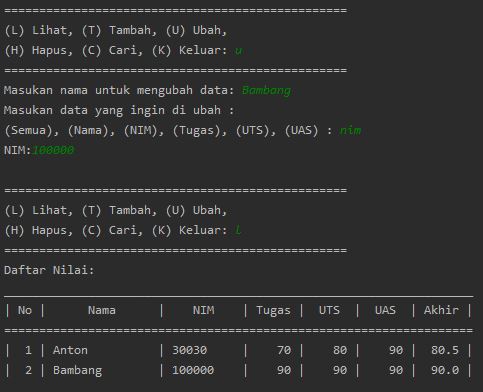 =================================================
(L) Lihat, (T) Tambah, (U) Ubah,
(H) Hapus, (C) Cari, (K) Keluar: u
=================================================
Masukan nama untuk mengubah data: Bambang
Masukan data yang ingin di ubah :
(Semua), (Nama), (NIM), (Tugas), (UTS), (UAS) : nim
NIM:100000
=================================================
(L) Lihat, (T) Tambah, (U) Ubah,
(H) Hapus, (C) Cari, (K) Keluar: l
=================================================
Daftar Nilai:
___________________________________________________________________
| No |      Nama      |    NIM    | Tugas |  UTS  |  UAS  | Akhir |
===================================================================
|  1 | Anton          | 30030     |    70 |    80 |    90 |  80.5 |
|  2 | Bambang        | 100000    |    90 |    90 |    90 |  90.0 |